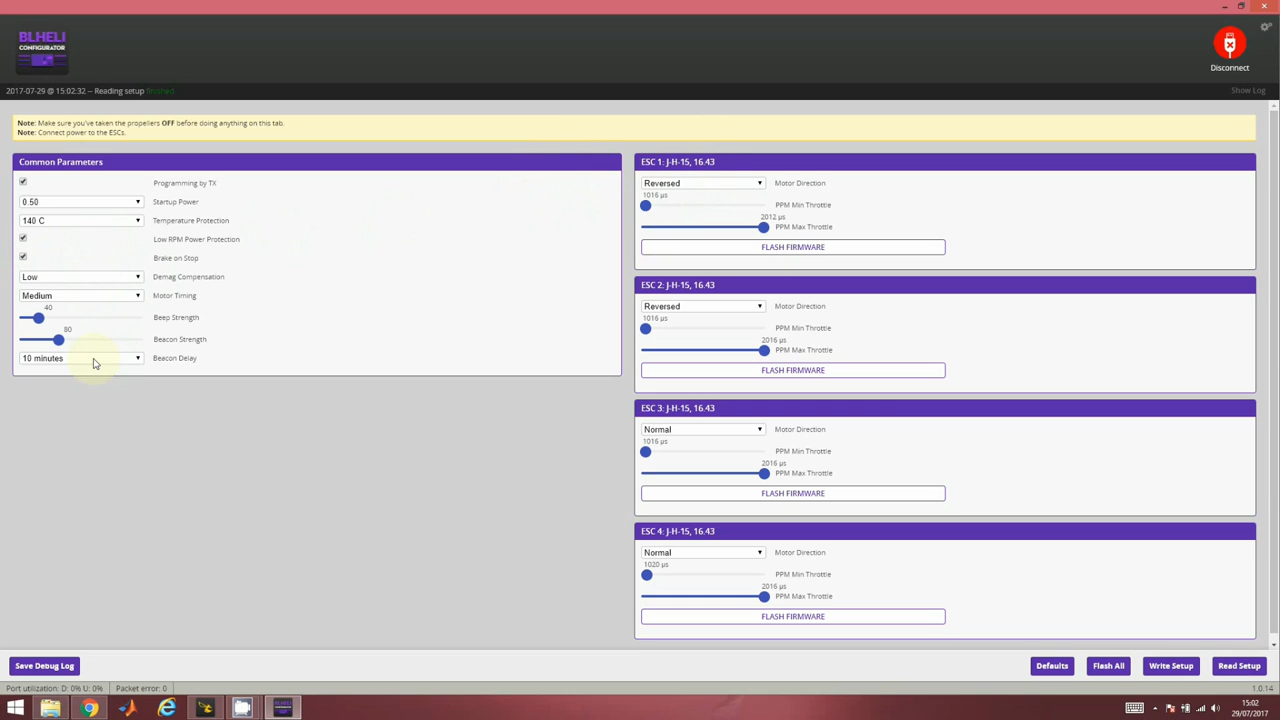 BLHELI
CONFIGURATOR
Disconnect
2017-07-29 @ 15:02:32 -- Reading setup finished
Show Log
Note: Make sure you've taken the propellers OFF before doing anything on this tab.
Note: Connect power to the ESCs.
Common Parameters
Programming by TX
0.50 Startup Power
140 C Temperature Protection
Low RPM Power Protection
Brake on Stop
Low Demag Compensation
Medium Motor Timing
40
Beep Strength
80
Beacon Strength
10 minutes Beacon Delay
ESC 1: J-H-15, 16.43
Reversed Motor Direction
1016 µs
PPM Min Throttle
2012 µs
PPM Max Throttle
FLASH FIRMWARE
ESC 2: J-H-15, 16.43
Reversed Motor Direction
1016 µs
PPM Min Throttle
2016 µs
PPM Max Throttle
FLASH FIRMWARE
ESC 3: J-H-15, 16.43
Normal Motor Direction
1016 µs
PPM Min Throttle
2016 µs
PPM Max Throttle
FLASH FIRMWARE
ESC 4: J-H-15, 16.43
Normal Motor Direction
1020 µs
PPM Min Throttle
2016 µs
PPM Max Throttle
FLASH FIRMWARE
Save Debug Log
Defaults
Flash All
Write Setup
Read Setup
Port utilization: D: 0% U: 0% Packet error: 0
1.0.14
15:02
29/07/2017